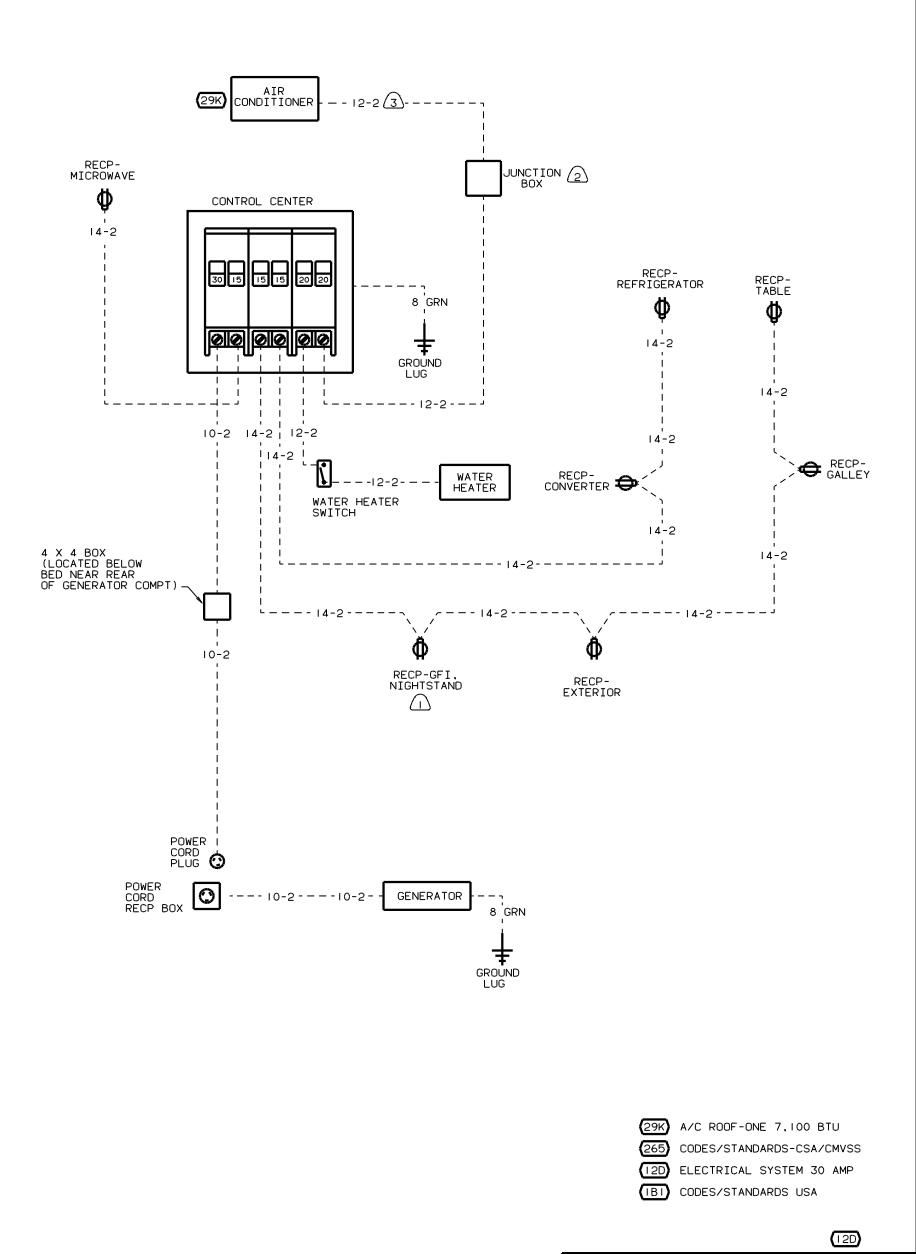 AIR
CONDITIONER
29K
12-2
3
RECP-
MICROWAVE
JUNCTION
BOX
2
CONTROL CENTER
14-2
30 15 15 15 20 20
8 GRN
GROUND
LUG
RECP-
REFRIGERATOR
RECP-
TABLE
14-2
14-2
12-2
10-2
14-2
12-2
14-2
14-2
WATER HEATER
SWITCH
12-2
WATER
HEATER
RECP-
CONVERTER
RECP-
GALLEY
14-2
14-2
14-2
4 X 4 BOX
(LOCATED BELOW
BED NEAR REAR
OF GENERATOR COMPT)
14-2
14-2
14-2
10-2
RECP-GFI,
NIGHTSTAND
1
RECP-
EXTERIOR
POWER
CORD
PLUG
POWER
CORD
RECP BOX
10-2
10-2
GENERATOR
8 GRN
GROUND
LUG
29K A/C ROOF-ONE 7,100 BTU
265 CODES/STANDARDS-CSA/CMVSS
12D ELECTRICAL SYSTEM 30 AMP
1B1 CODES/STANDARDS USA
12D